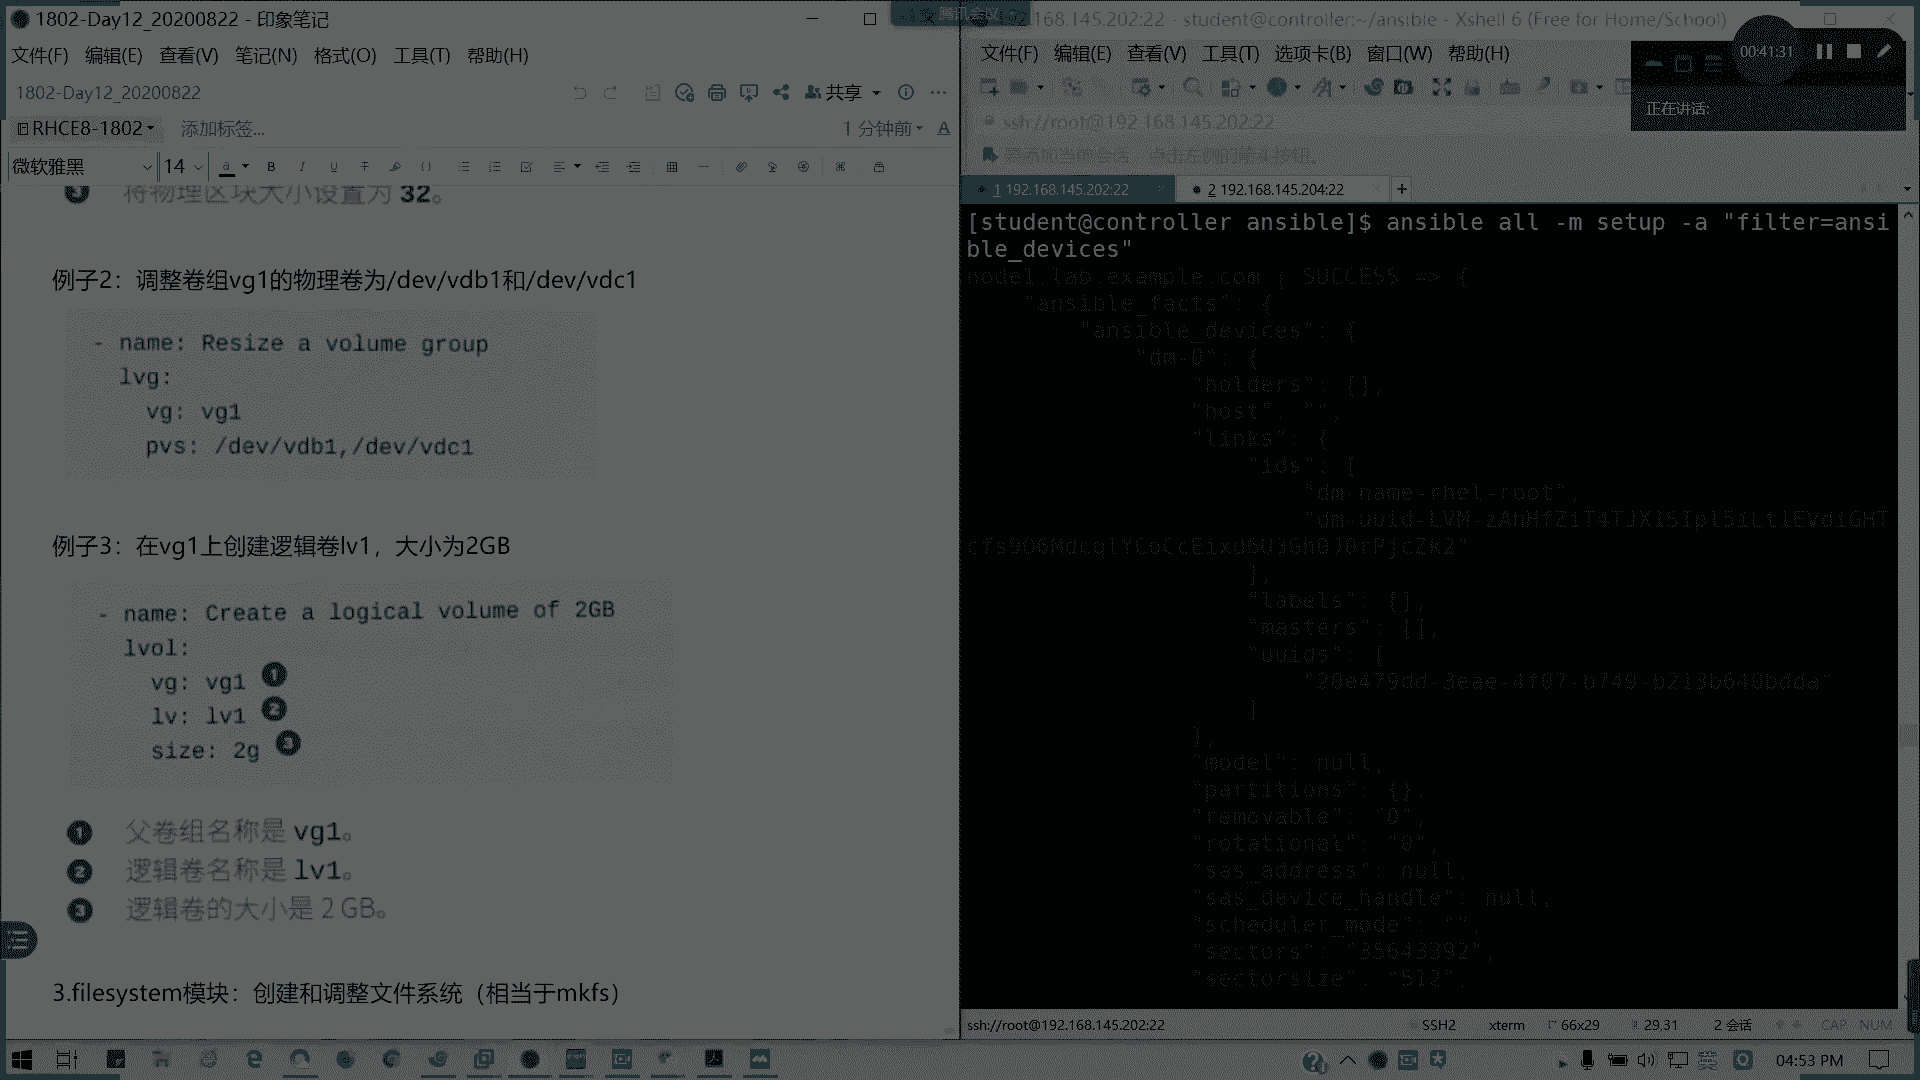 1802-Day12_20200822 - 印象笔记
文件(F) 编辑(E) 查看(V) 笔记(N) 格式(O) 工具(T) 帮助(H)
1802-Day12_20200822
共享
RHCE8-1802
添加标签...
1 分钟前
微软雅黑
14
③ 将物理区块大小设置为 32。
例子2：调整卷组vg1的物理卷为/dev/vdb1和/dev/vdc1
- name: Resize a volume group
lvg:
vg: vg1
pvs: /dev/vdb1,/dev/vdc1
例子3：在vg1上创建逻辑卷lv1，大小为2GB
- name: Create a logical volume of 2GB
lvol:
vg: vg1 ①
lv: lv1 ②
size: 2g ③
① 父卷组名称是 vg1。
② 逻辑卷名称是 lv1。
③ 逻辑卷的大小是 2 GB。
3.filesystem模块：创建和调整文件系统（相当于mkfs）
腾讯会议
168.145.202:22 - student@controller:~/ansible - Xshell 6 (Free for Home/School)
文件(F) 编辑(E) 查看(V) 工具(T) 选项卡(B) 窗口(W) 帮助(H)
00:41:31
正在讲话:
ssh://root@192.168.145.202:22
要添加当前会话，点击左侧的箭头按钮。
1 192.168.145.202:22
2 192.168.145.204:22
[student@controller ansible]$ ansible all -m setup -a "filter=ansi
ble_devices"
node1.lab.example.com | SUCCESS => {
"ansible_facts": {
"ansible_devices": {
"dm-0": {
"holders": [],
"host": "",
"links": {
"ids": [
"dm-name-rhel-root",
],
"labels": [],
"masters": [],
"uuids": [
"20e479dd-3eae-4f07-b749-b213b640bdda"
]
},
"model": null,
"partitions": {},
"removable": "0",
"rotational": "0",
"sas_address": null,
"sas_device_handle": null,
"scheduler_mode": "",
"sectors": "35643392",
"sectorsize": "512",
ssh://root@192.168.145.202:22
SSH2
xterm
66x29
29,31
2 会话
CAP NUM
英
04:53 PM